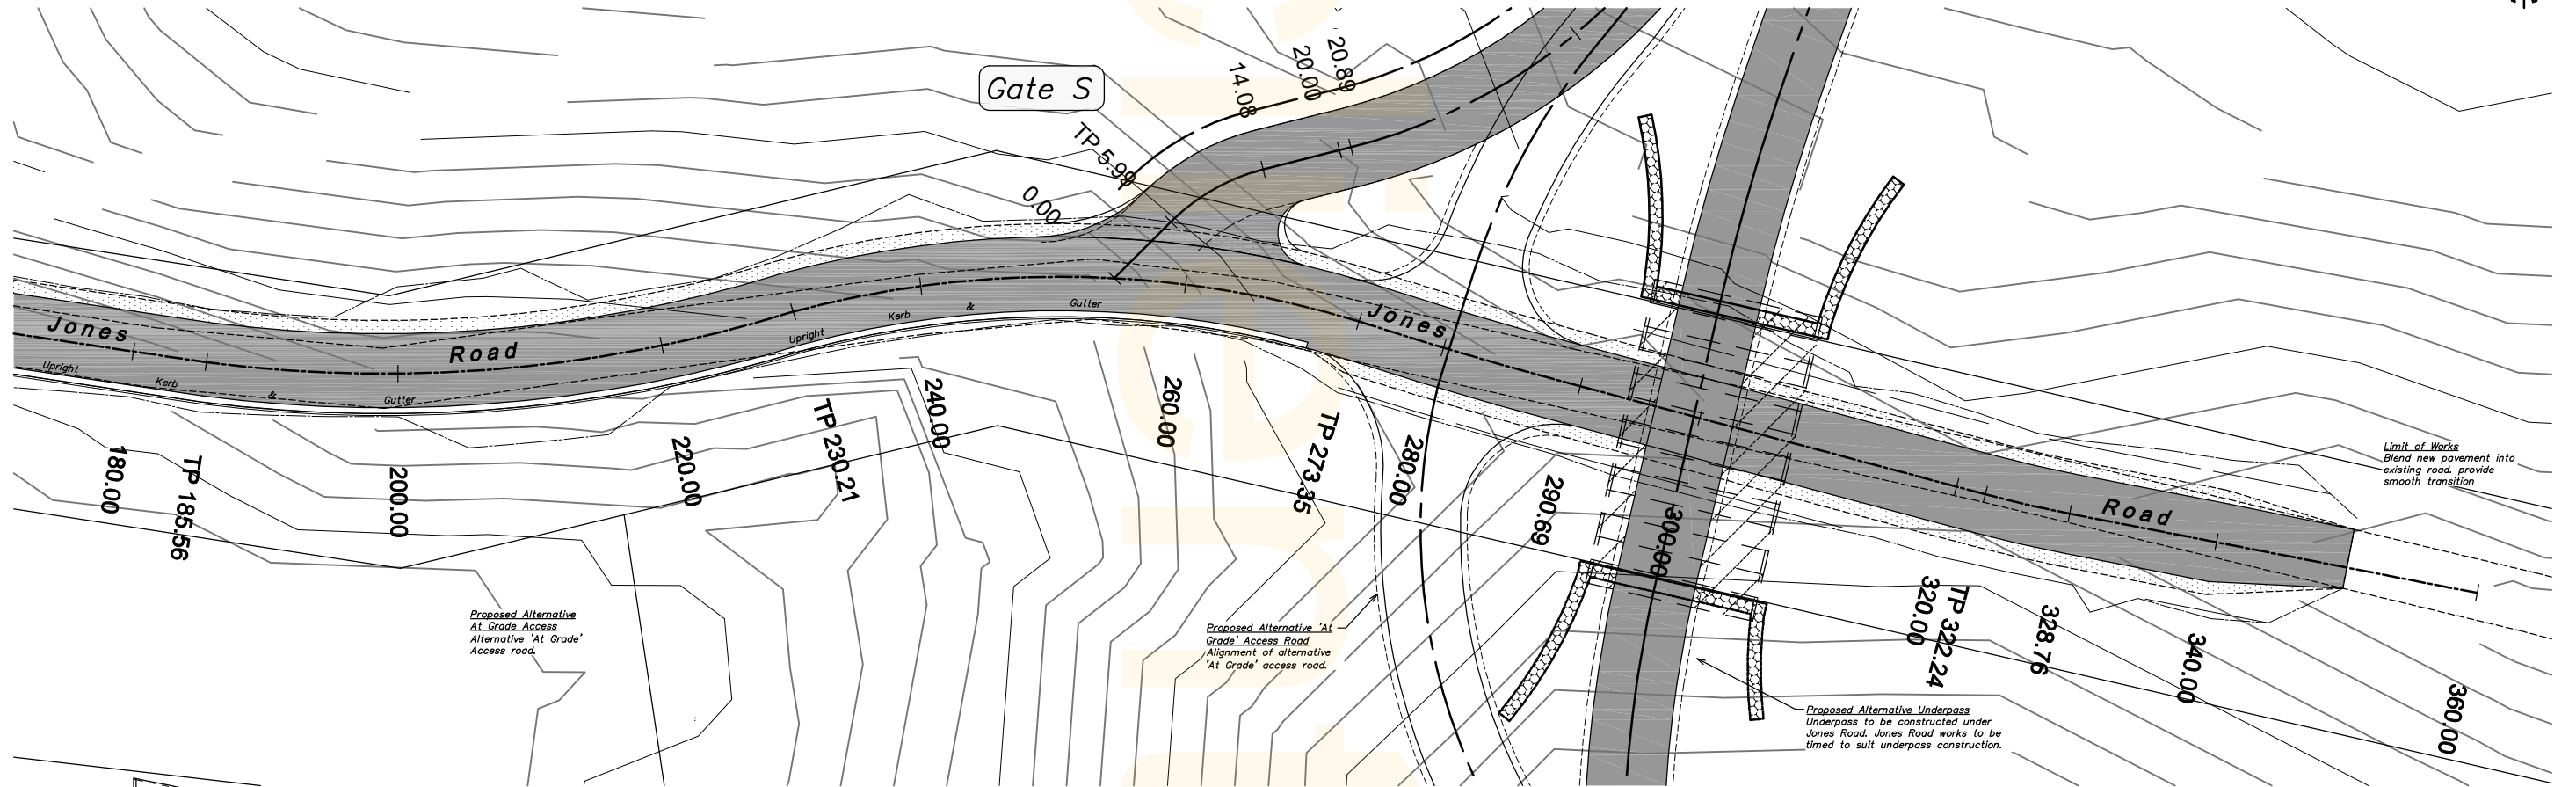 Gate S
14.08
20.00
20.89
TP 5.99
0.00
Jones
Road
Upright
Kerb
&
Gutter
Upright
Kerb
&
Gutter
Jones
Road
180.00
TP 185.56
200.00
220.00
TP 230.21
240.00
260.00
TP 273.35
280.00
290.69
300.00
320.00
TP 322.24
328.76
340.00
360.00
Limit of Works
Blend new pavement into
existing road. provide
smooth transition
Proposed Alternative
At Grade Access
Alternative 'At Grade'
Access road.
Proposed Alternative 'At
Grade' Access Road
Alignment of alternative
'At Grade' access road.
Proposed Alternative Underpass
Underpass to be constructed under
Jones Road. Jones Road works to be
timed to suit underpass construction.